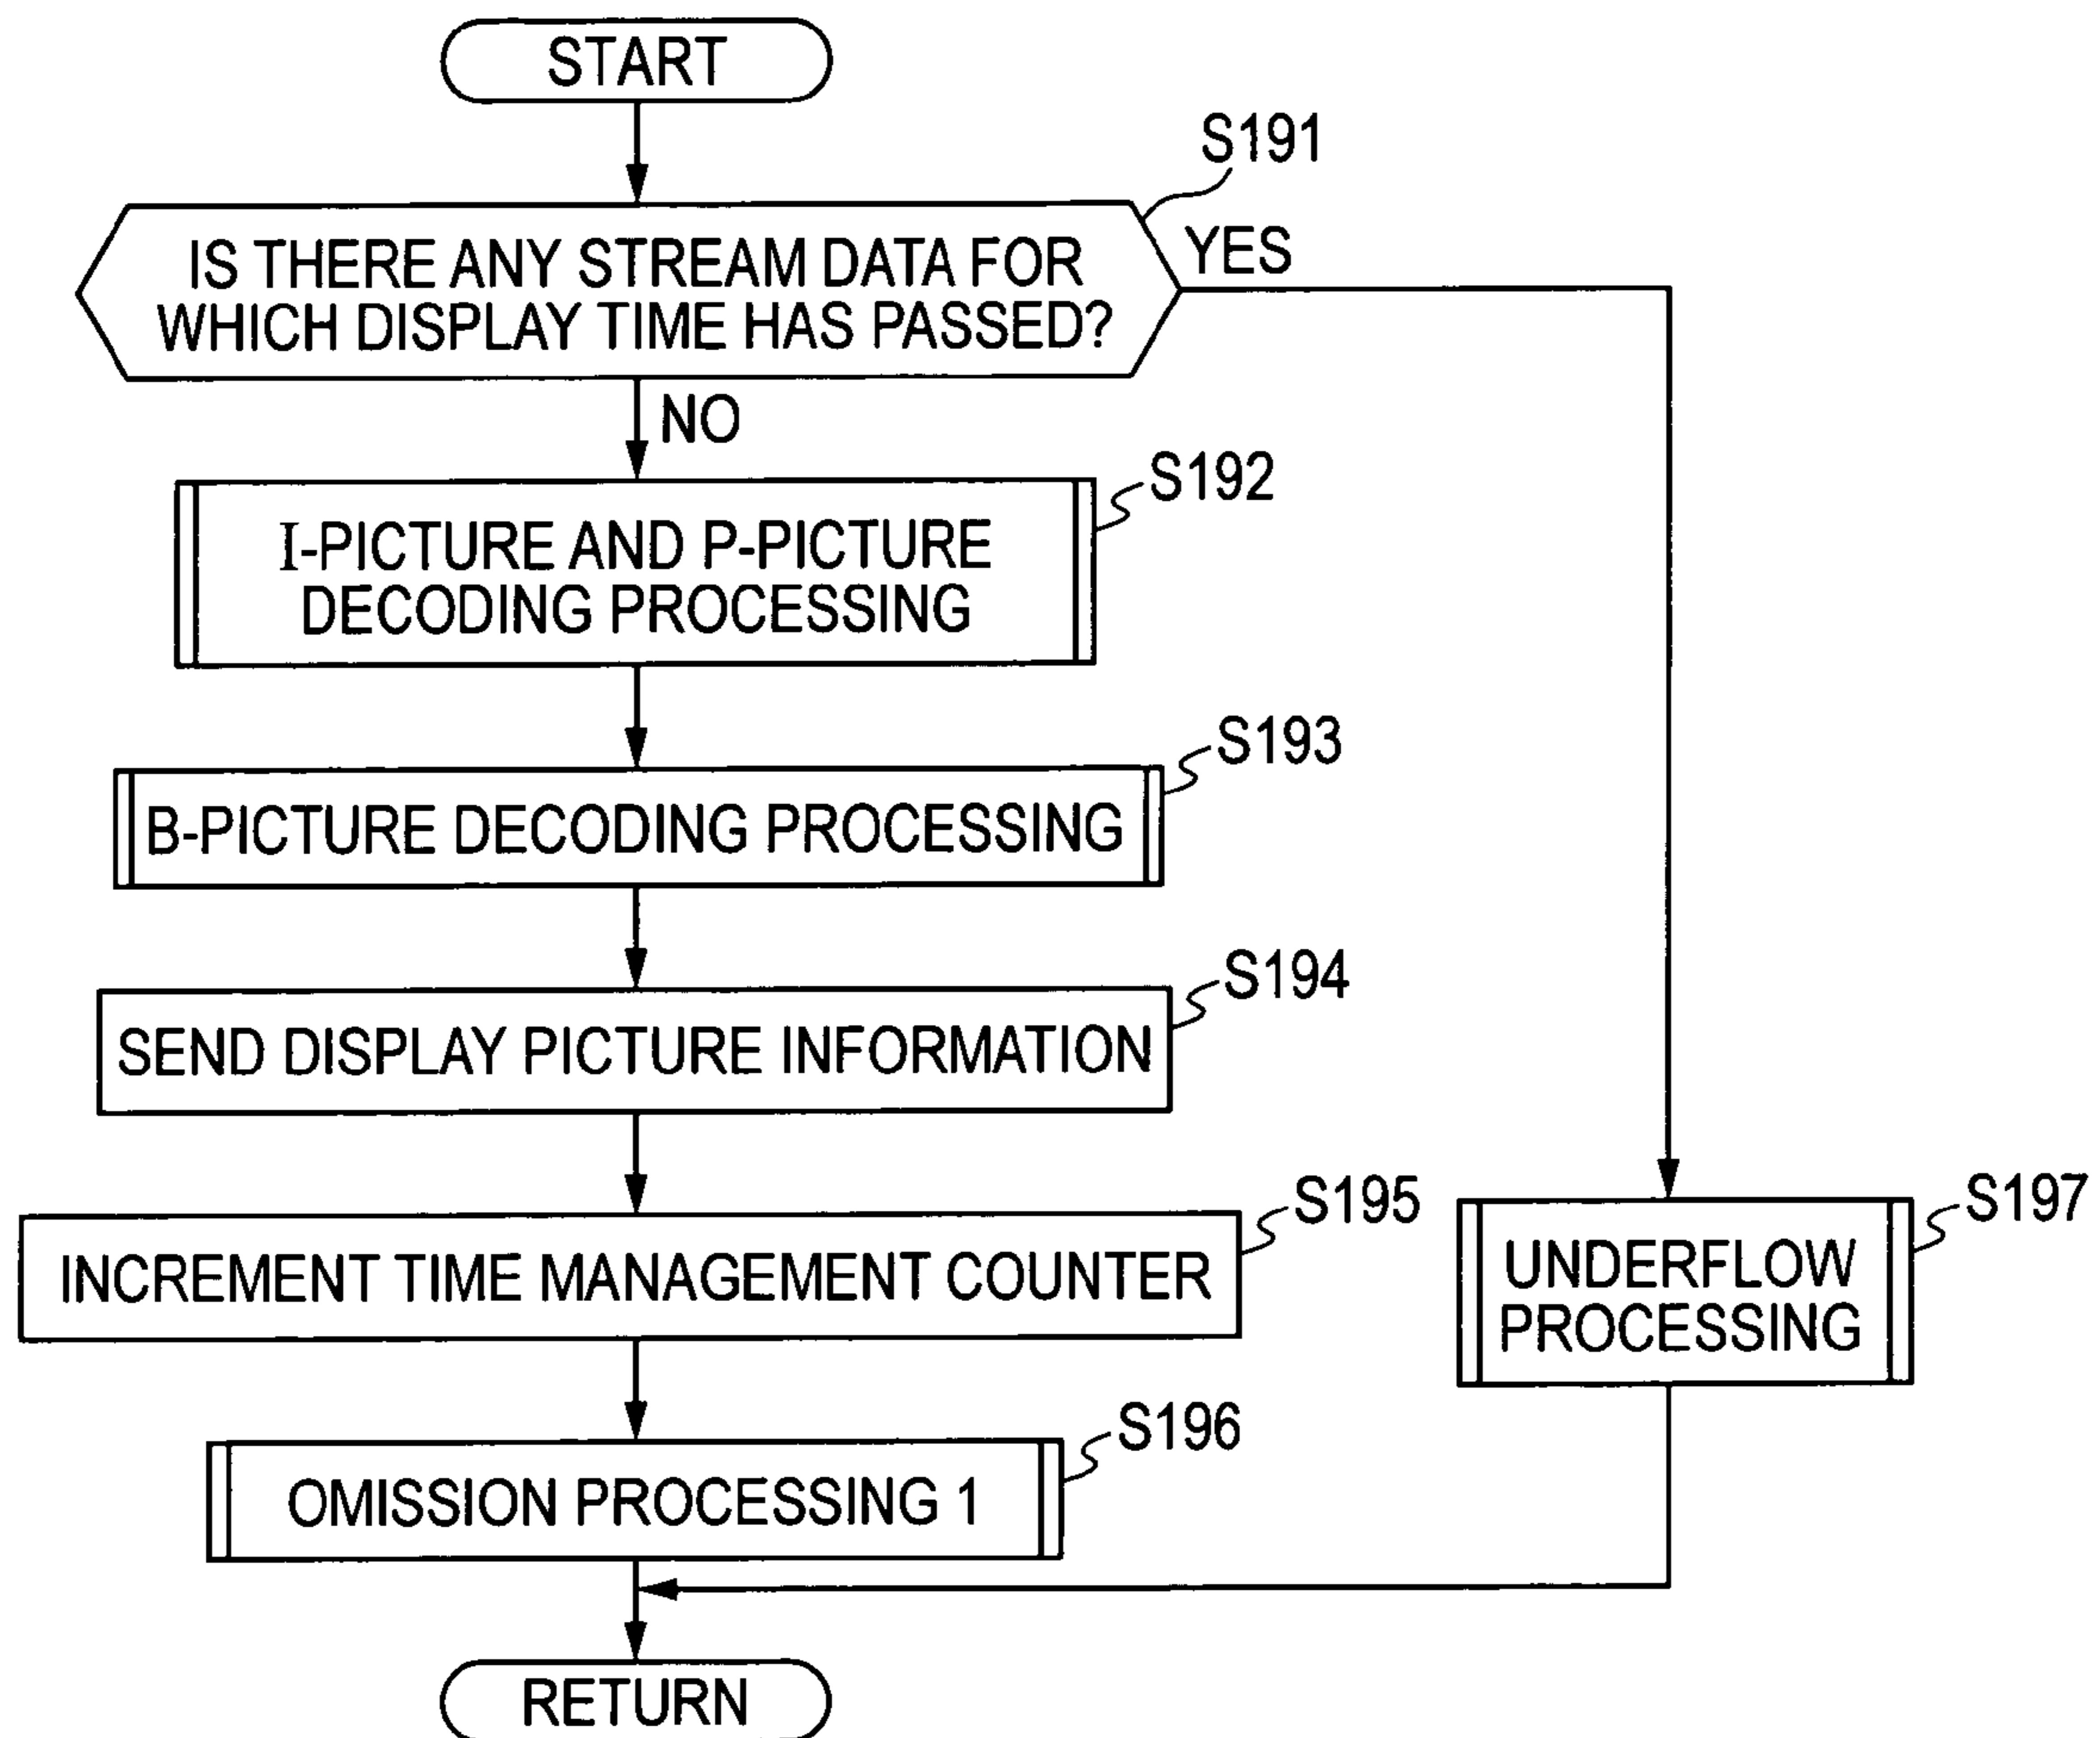 START
S191
IS THERE ANY STREAM DATA FOR
WHICH DISPLAY TIME HAS PASSED?
YES
NO
S192
I-PICTURE AND P-PICTURE
DECODING PROCESSING
S193
B-PICTURE DECODING PROCESSING
S194
SEND DISPLAY PICTURE INFORMATION
S195
INCREMENT TIME MANAGEMENT COUNTER
S197
UNDERFLOW
PROCESSING
S196
OMISSION PROCESSING 1
RETURN